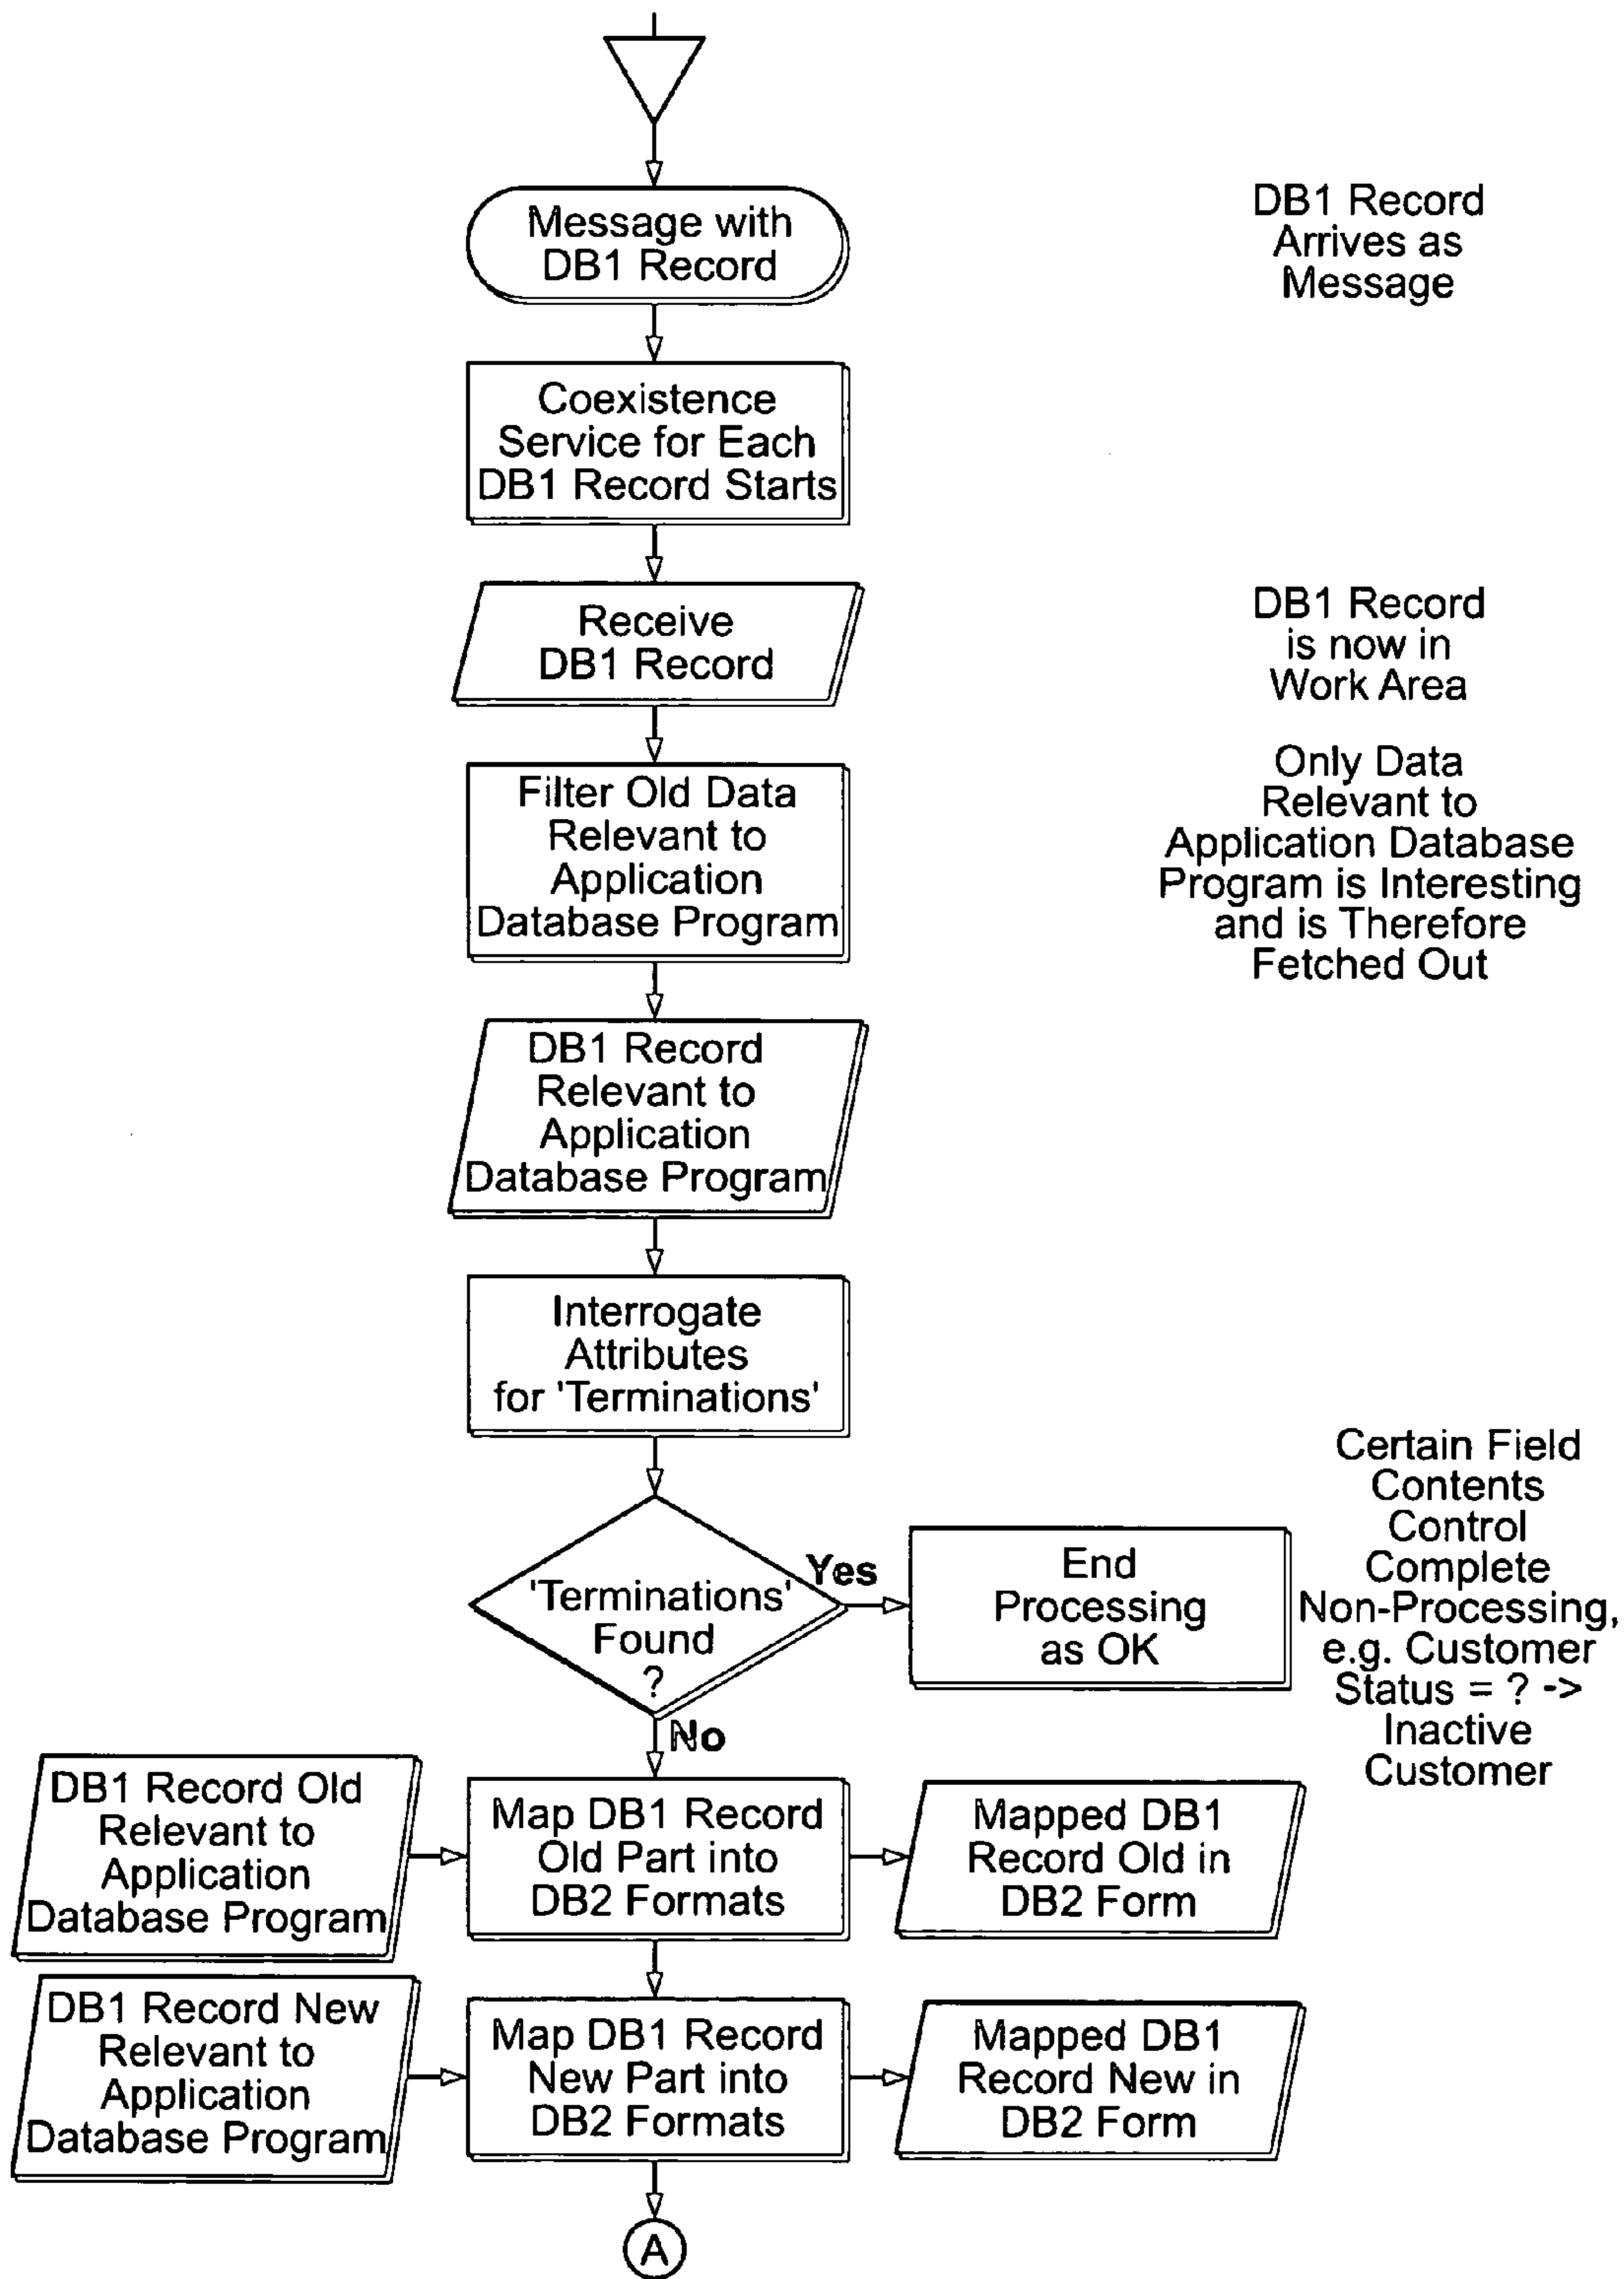 Message with
DB1 Record
DB1 Record
Arrives as
Message
Coexistence
Service for Each
DB1 Record Starts
Receive
DB1 Record
DB1 Record
is now in
Work Area
Filter Old Data
Relevant to
Application
Database Program
Only Data
Relevant to
Application Database
Program is Interesting
and is Therefore
Fetched Out
DB1 Record
Relevant to
Application
Database Program
Interrogate
Attributes
for 'Terminations'
'Terminations'
Found
?
Yes
No
End
Processing
as OK
Certain Field
Contents
Control
Complete
Non-Processing,
e.g. Customer
Status = ? ->
Inactive
Customer
DB1 Record Old
Relevant to
Application
Database Program
Map DB1 Record
Old Part into
DB2 Formats
Mapped DB1
Record Old in
DB2 Form
DB1 Record New
Relevant to
Application
Database Program
Map DB1 Record
New Part into
DB2 Formats
Mapped DB1
Record New in
DB2 Form
A